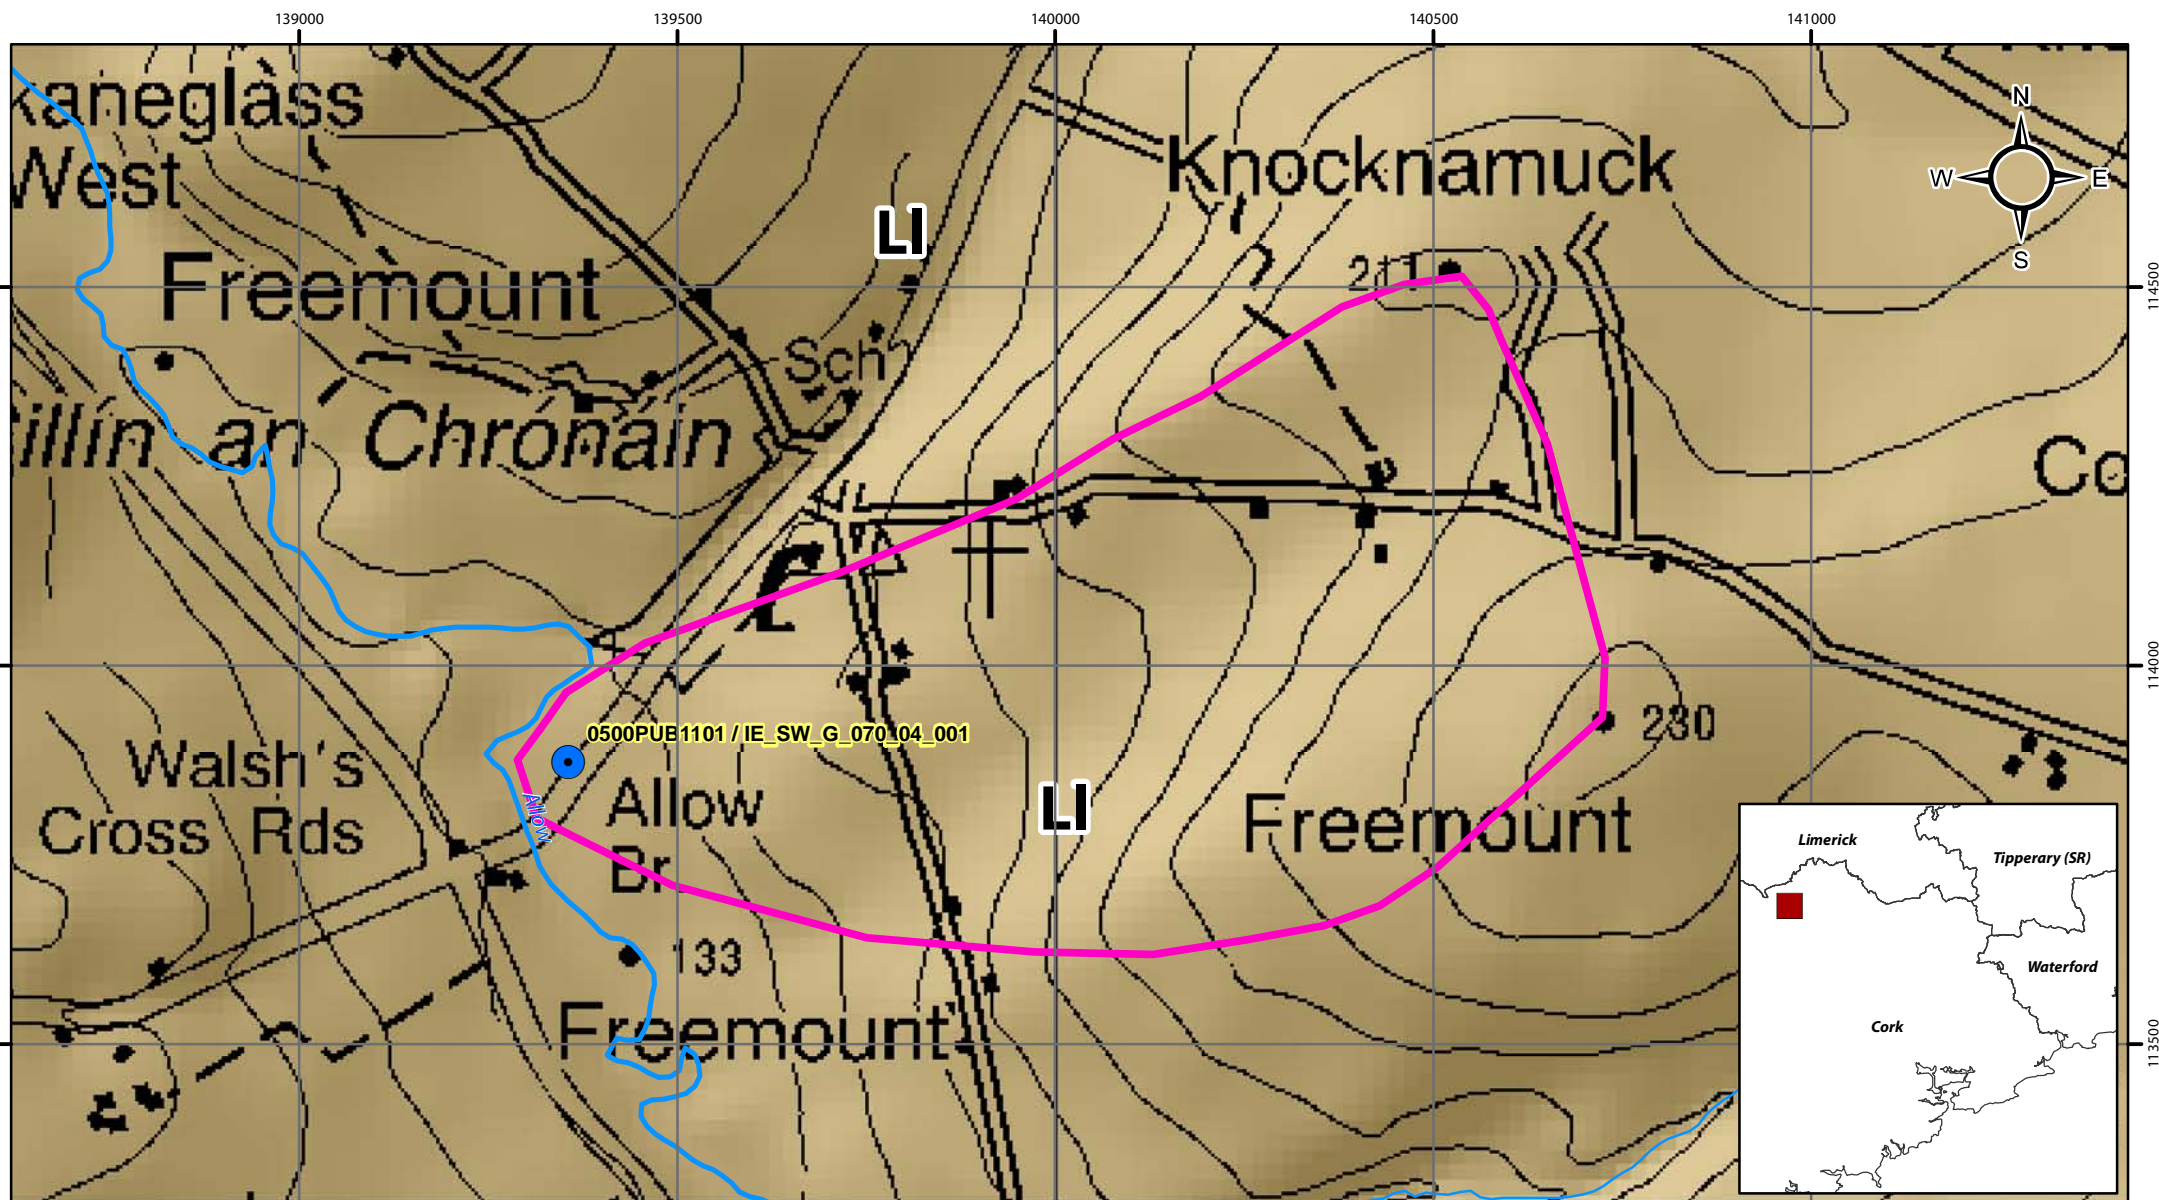 139000 139500 140000 140500 141000
kaneglass
West
Knocknamuck
N
W E
S
LI
Freemount
211
114500
Sch
illin an Chronain
Co
114000
230
0500PUB1101 / IE_SW_G_070_04_001
Walsh's
Cross Rds
Allow
Allow
Br
LI
Freemount
133
Freemount
113500
Limerick
Tipperary (SR)
Waterford
Cork